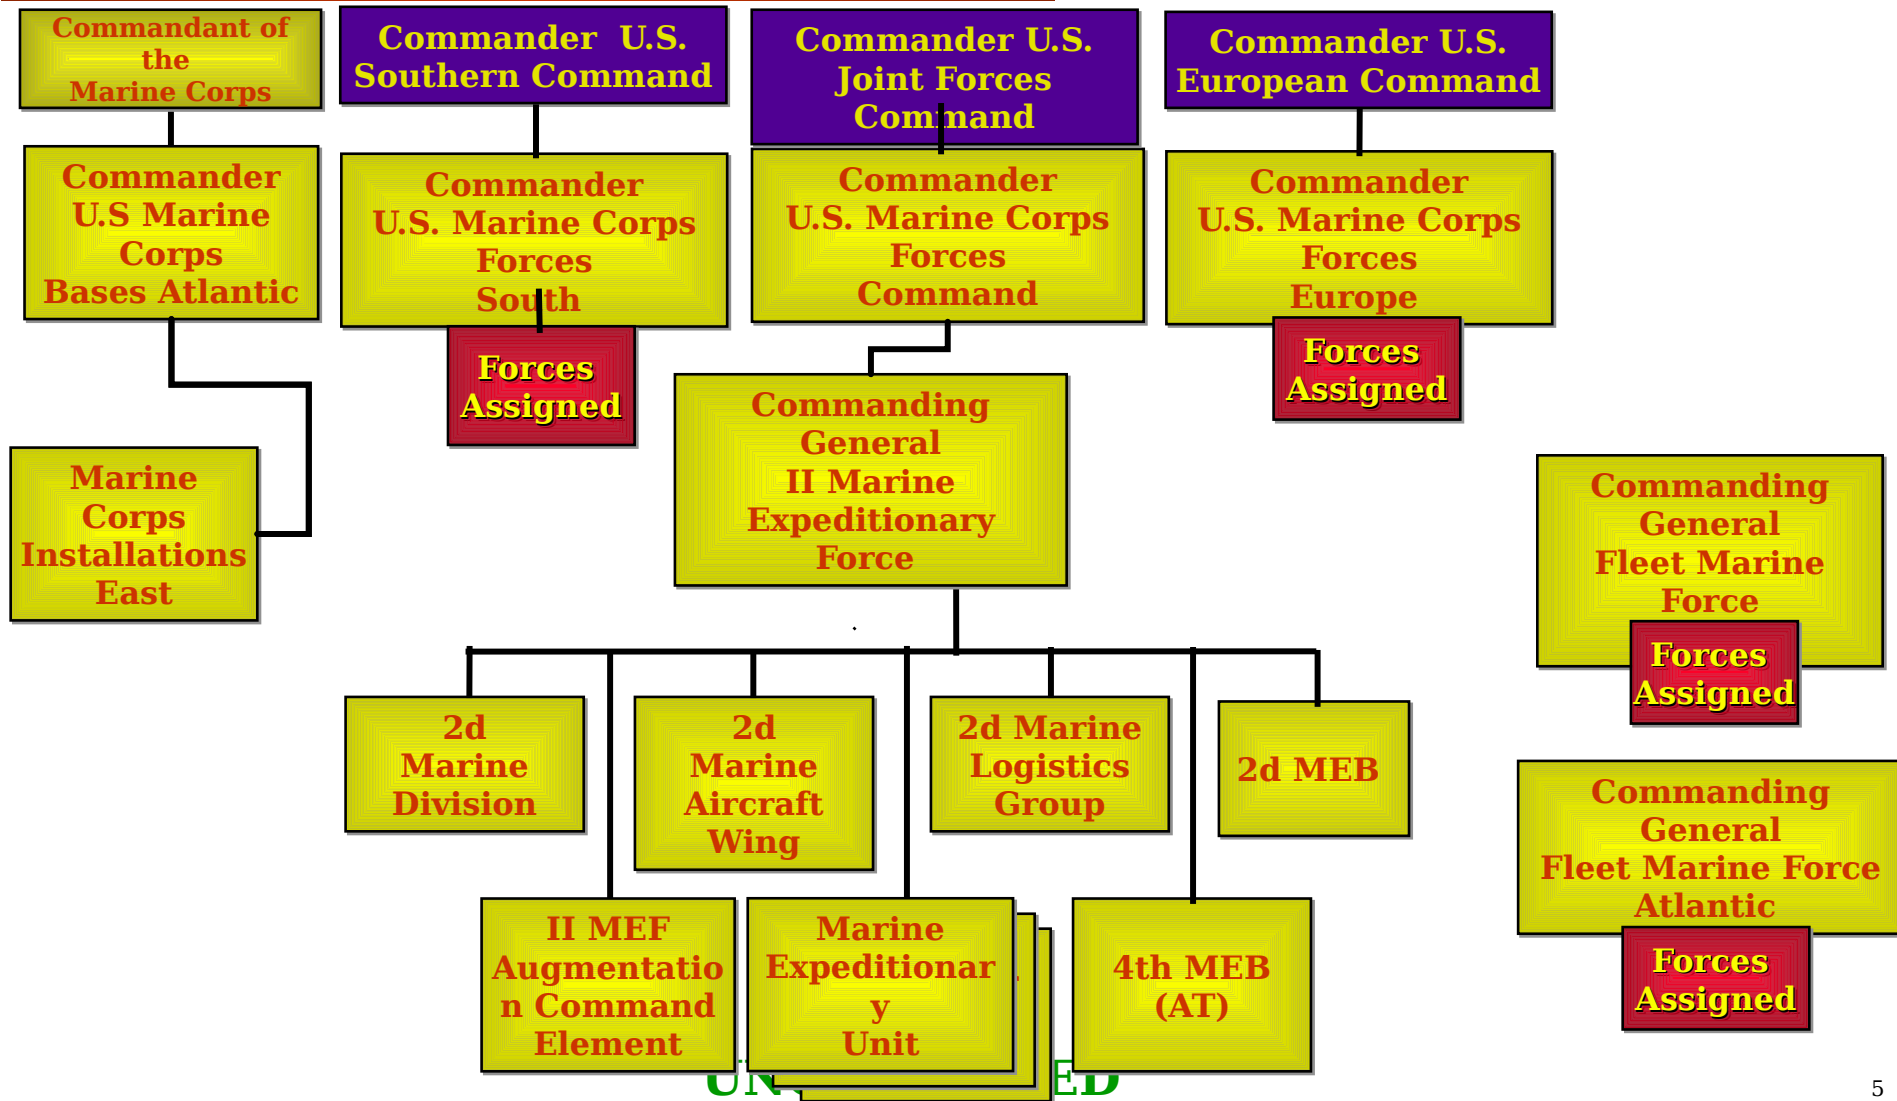 Commandant of
the
Marine Corps
Commander U.S.
Southern Command
Commander U.S.
Joint Forces
Command
Commander U.S.
European Command
Commander
U.S Marine
Corps
Bases Atlantic
Commander
U.S. Marine Corps
Forces
South
Commander
U.S. Marine Corps
Forces
Command
Commander
U.S. Marine Corps
Forces
Europe
Forces
Assigned
Forces
Assigned
Commanding
General
II Marine
Expeditionary
Force
Marine
Corps
Installations
East
Commanding
General
Fleet Marine
Force
Forces
Assigned
2d
Marine
Division
2d
Marine
Aircraft
Wing
2d Marine
Logistics
Group
2d MEB
Commanding
General
Fleet Marine Force
Atlantic
Forces
Assigned
II MEF
Augmentatio
n Command
Element
Marine
Expeditionar
y
Unit
4th MEB
(AT)
5